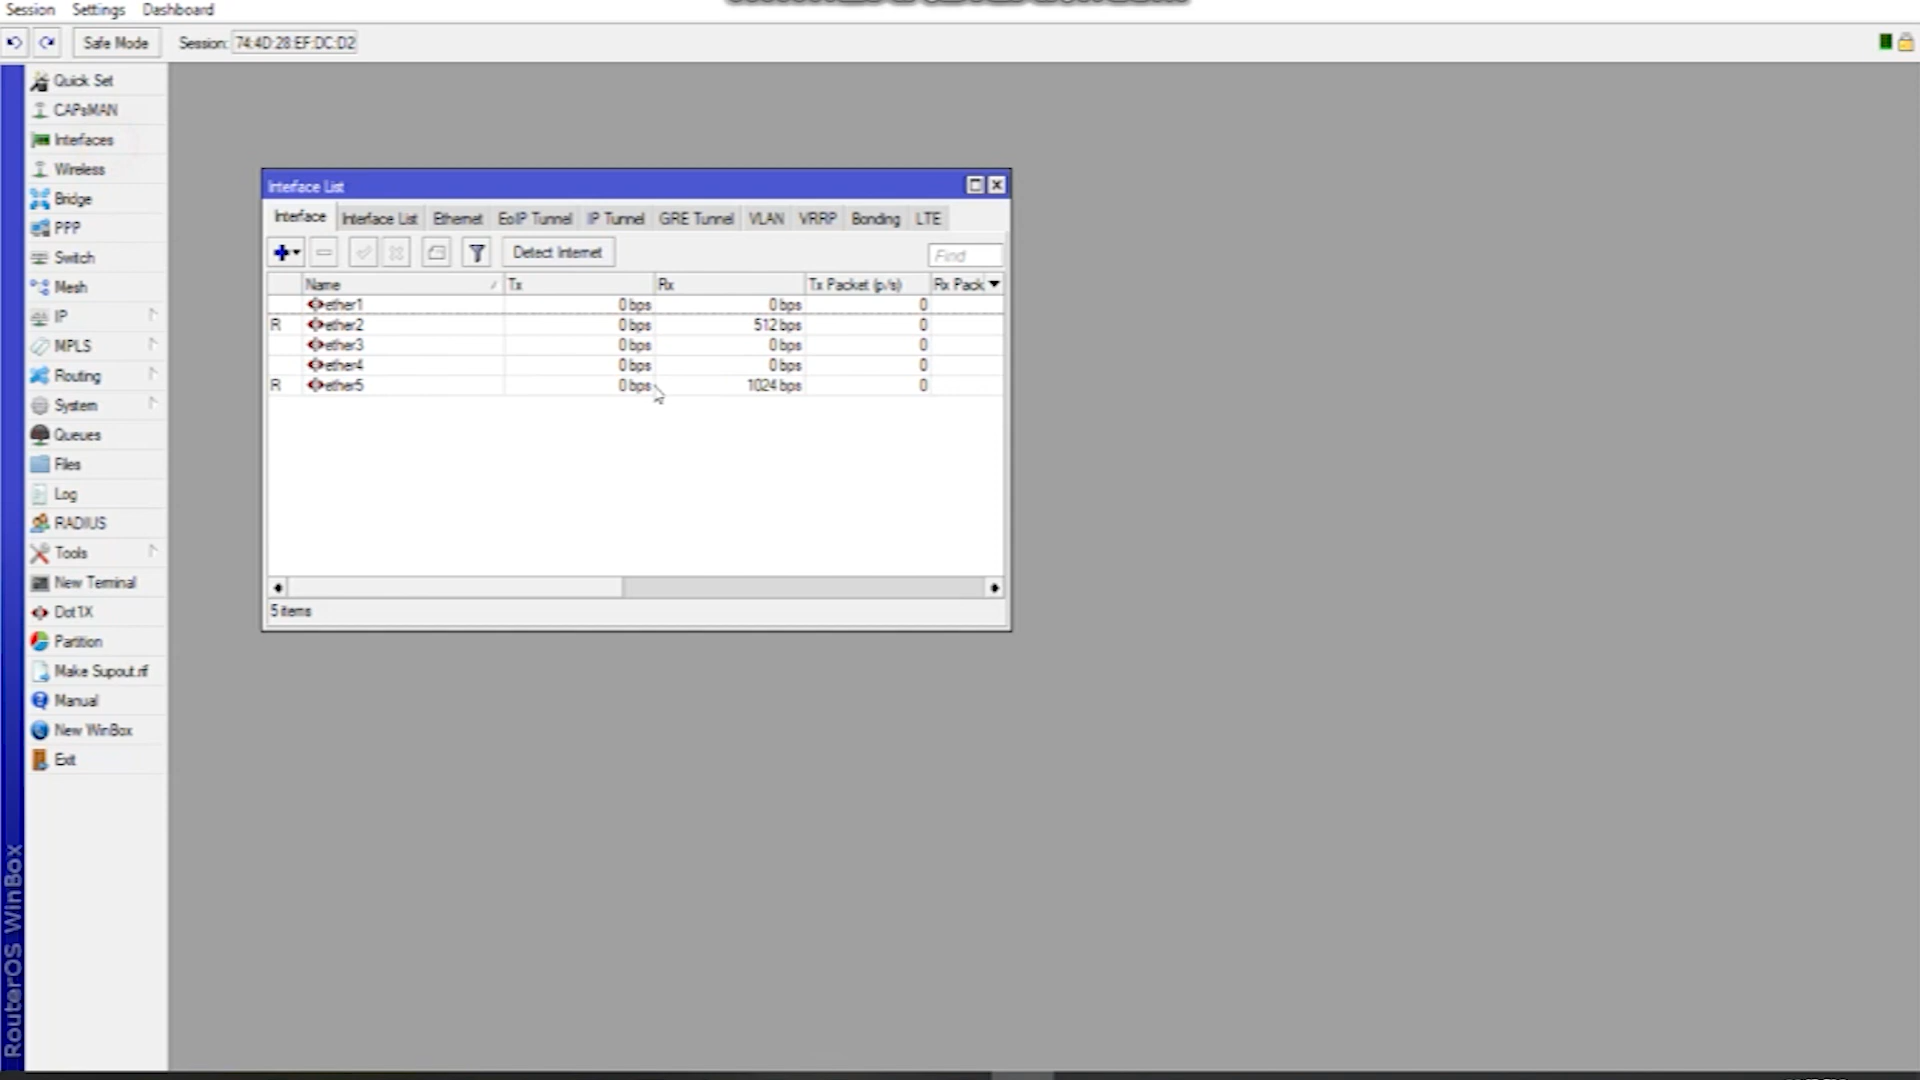 Session Settings Dashboard
Safe Mode Session: 74:4D:28:EF:DC:D2
Quick Set
CAPsMAN
Interfaces
Wireless
Bridge
PPP
Switch
Mesh
IP
MPLS
Routing
System
Queues
Files
Log
RADIUS
Tools
New Terminal
Dot1X
Partition
Make Supout.rif
Manual
New WinBox
Exit
RouterOS WinBox
Interface List
Interface Interface List Ethernet EoIP Tunnel IP Tunnel GRE Tunnel VLAN VRRP Bonding LTE
Detect Internet Find
Name / Tx Rx Tx Packet (p/s) Rx Pack
ether1 0 bps 0 bps 0
R ether2 0 bps 512 bps 0
ether3 0 bps 0 bps 0
ether4 0 bps 0 bps 0
R ether5 0 bps 1024 bps 0
5 items